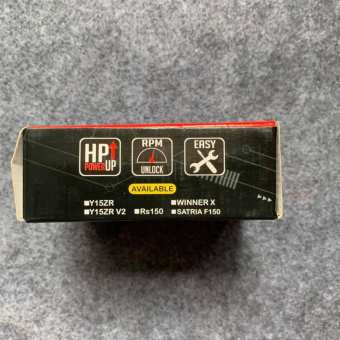 HP POWER UP
RPM UNLOCK
EASY
AVAILABLE
Y15ZR WINNER X
Y15ZR V2 Rs150 SATRIA F150